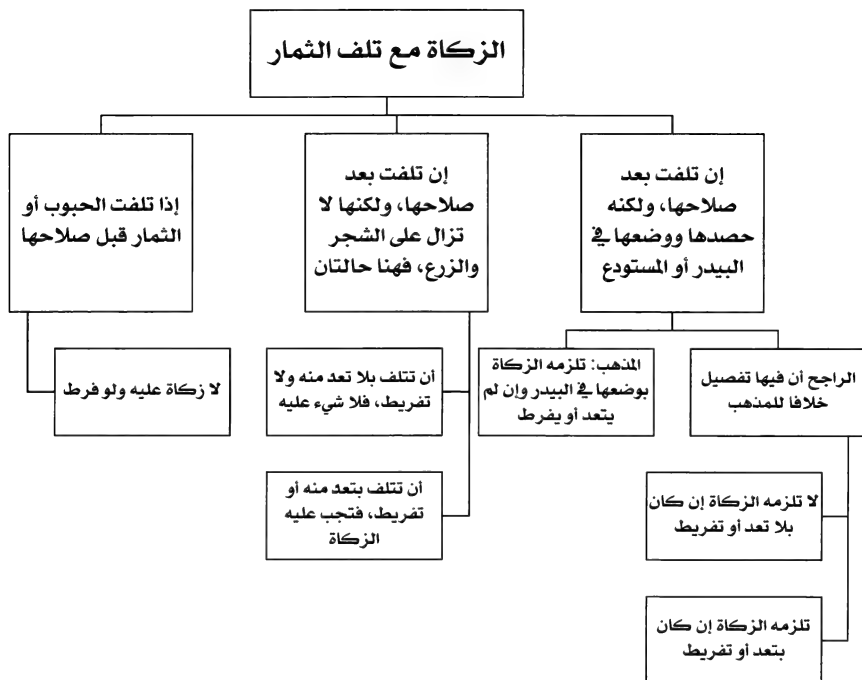 الزكاة مع تلف الثمار
إن تلفت بعد
صلاحها، ولكنه
حصدها ووضعها في
البيدر أو المستودع
إن تلفت بعد
صلاحها، ولكنها لا
تزال على الشجر
والزرع، فهنا حالتان
إذا تلفت الحبوب أو
الثمار قبل صلاحها
الراجح أن فيها تفصيل
خلافا للمذهب
المذهب: تلزمه الزكاة
بوضعها في البيدر وإن لم
يتعد أو يفرط
أن تتلف بلا تعد منه ولا
تفريط، فلا شيء عليه
لا زكاة عليه ولو فرط
أن تتلف بتعد منه أو
تفريط، فتجب عليه
الزكاة
لا تلزمه الزكاة إن كان
بلا تعد أو تفريط
تلزمه الزكاة إن كان
بتعد أو تفريط